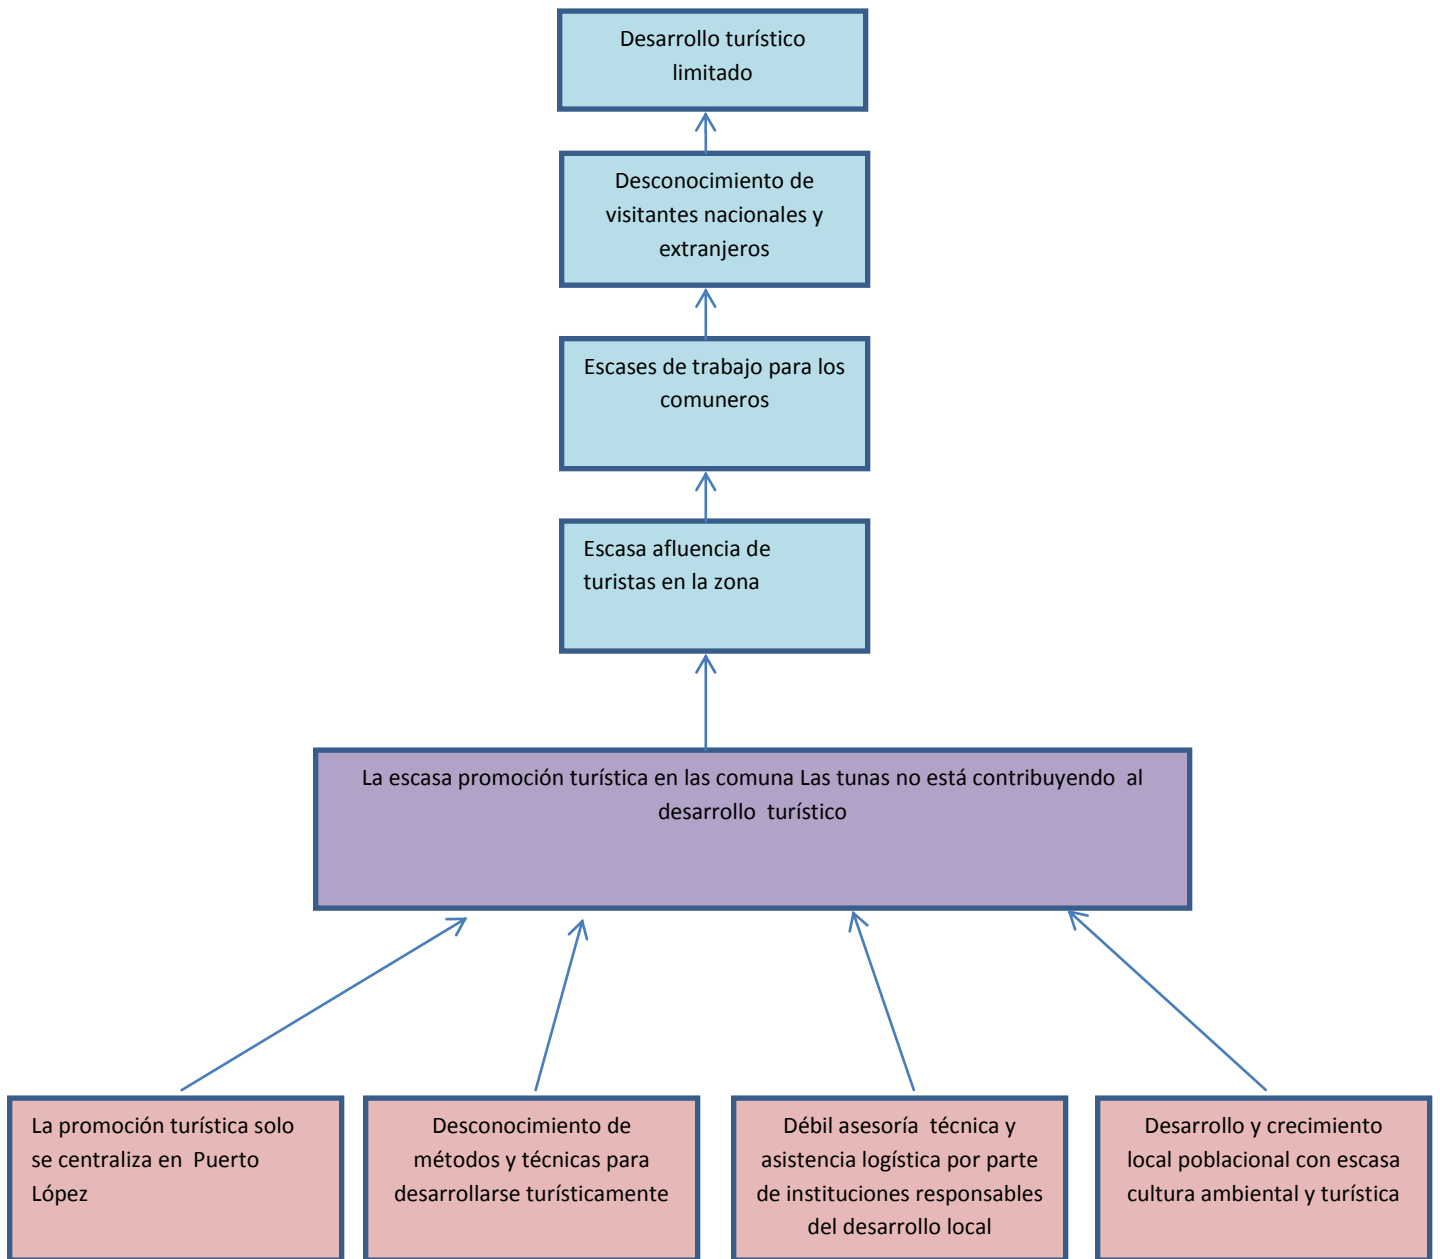 Desarrollo turístico
limitado
Desconocimiento de
visitantes nacionales y
extranjeros
Escases de trabajo para los
comuneros
Escasa afluencia de
turistas en la zona
La escasa promoción turística en las comuna Las tunas no está contribuyendo  al
desarrollo  turístico
La promoción turística solo
se centraliza en  Puerto
López
Desconocimiento de
métodos y técnicas para
desarrollarse turísticamente
Débil asesoría  técnica y
asistencia logística por parte
de instituciones responsables
del desarrollo local
Desarrollo y crecimiento
local poblacional con escasa
cultura ambiental y turística